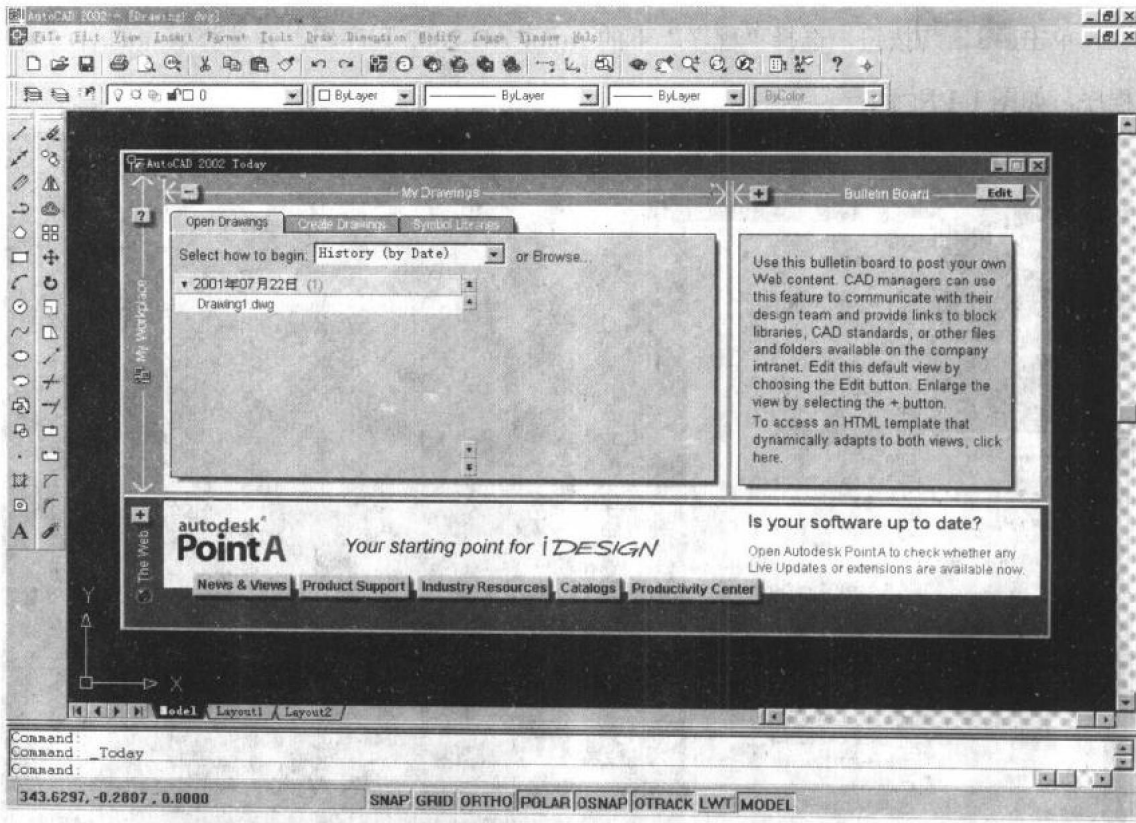 AutoCAD 2002 - [Drawing1.dwg]
File Edit View Insert Format Tools Draw Dimension Modify Image Window Help
0 ByLayer ByLayer ByLayer ByColor
AutoCAD 2002 Today
My Drawings
Bulletin Board Edit
Open Drawings Create Drawings Symbol Libraries
Select how to begin: History (by Date) or Browse...
2001年07月22日 (1)
Drawing1.dwg
My Workplace
Use this bulletin board to post your own
Web content. CAD managers can use
this feature to communicate with their
design team and provide links to block
libraries, CAD standards, or other files
and folders available on the company
intranet. Edit this default view by
choosing the Edit button. Enlarge the
view by selecting the + button.
To access an HTML template that
dynamically adapts to both views, click
here.
The Web
autodesk
Point A
Your starting point for iDESIGN
Is your software up to date?
Open Autodesk PointA to check whether any
Live Updates or extensions are available now.
News & Views Product Support Industry Resources Catalogs Productivity Center
Y
X
Model Layout1 Layout2
Command:
Command: _Today
Command:
343.6297, -0.2807 , 0.0000 SNAP GRID ORTHO POLAR OSNAP OTRACK LWT MODEL